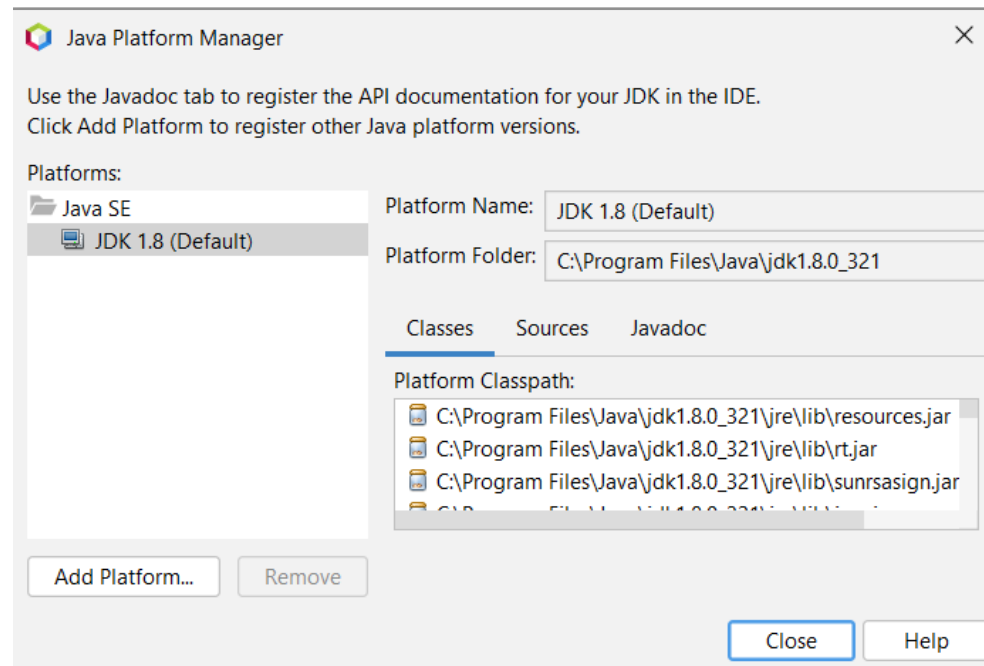 Java Platform Manager
Use the Javadoc tab to register the API documentation for your JDK in the IDE.
Click Add Platform to register other Java platform versions.
Platforms:
Java SE
JDK 1.8 (Default)
Platform Name: JDK 1.8 (Default)
Platform Folder: C:\Program Files\Java\jdk1.8.0_321
Classes Sources Javadoc
Platform Classpath:
C:\Program Files\Java\jdk1.8.0_321\jre\lib\resources.jar
C:\Program Files\Java\jdk1.8.0_321\jre\lib\rt.jar
C:\Program Files\Java\jdk1.8.0_321\jre\lib\sunrsasign.jar
Add Platform... Remove
Close Help